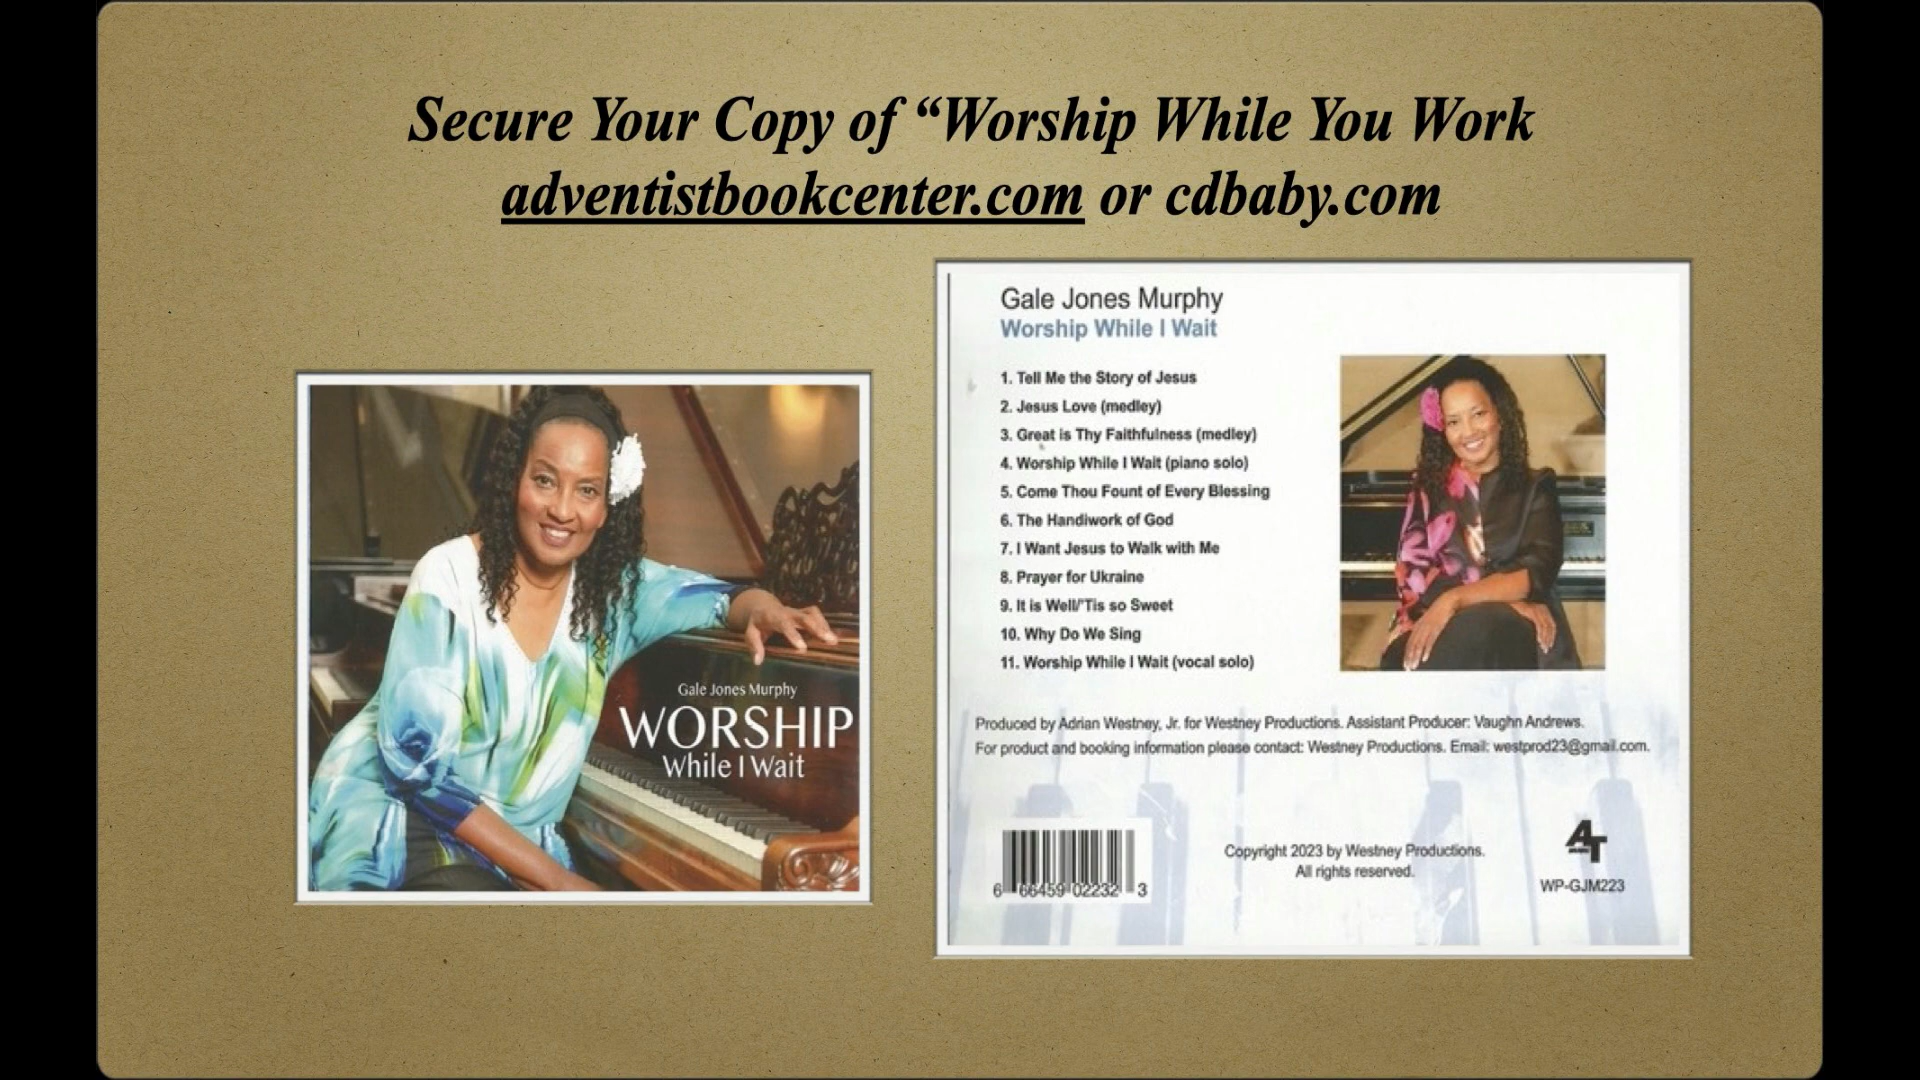 Secure Your Copy of “Worship While You Work
adventistbookcenter.com or cdbaby.com
Gale Jones Murphy
WORSHIP
While I Wait
Gale Jones Murphy
Worship While I Wait
1. Tell Me the Story of Jesus
2. Jesus Love (medley)
3. Great is Thy Faithfulness (medley)
4. Worship While I Wait (piano solo)
5. Come Thou Fount of Every Blessing
6. The Handiwork of God
7. I Want Jesus to Walk with Me
8. Prayer for Ukraine
9. It is Well/'Tis so Sweet
10. Why Do We Sing
11. Worship While I Wait (vocal solo)
Produced by Adrian Westney, Jr. for Westney Productions. Assistant Producer: Vaughn Andrews.
For product and booking information please contact: Westney Productions. Email: westprod23@gmail.com.
6 66459 02232 3
Copyright 2023 by Westney Productions.
All rights reserved.
AT
WP-GJM223